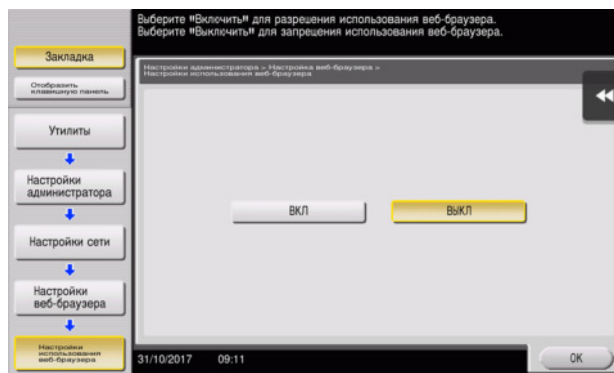 Выберите "Включить" для разрешения использования веб-браузера.
Выберите "Выключить" для запрещения использования веб-браузера.
Закладка
Отобразить
клавишную панель
Утилиты
Настройки
администратора
Настройки сети
Настройки
веб-браузера
Настройки
использования
веб-браузера
Настройки администратора > Настройка веб-браузера >
Настройки использования веб-браузера
ВКЛ
ВЫКЛ
31/10/2017 09:11
OK